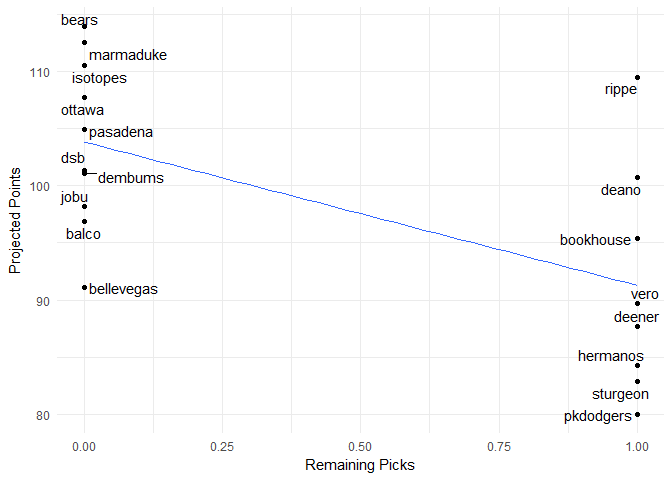 bears
marmaduke
110
isotopes
rippe
ottawa
pasadena
dsb
dembums
100
deano
jobu
balco
bookhouse
Projected Points
bellevegas
vero
90
deener
hermanos
sturgeon
80
pkdodgers
0.00 0.25 0.50 0.75 1.00
Remaining Picks